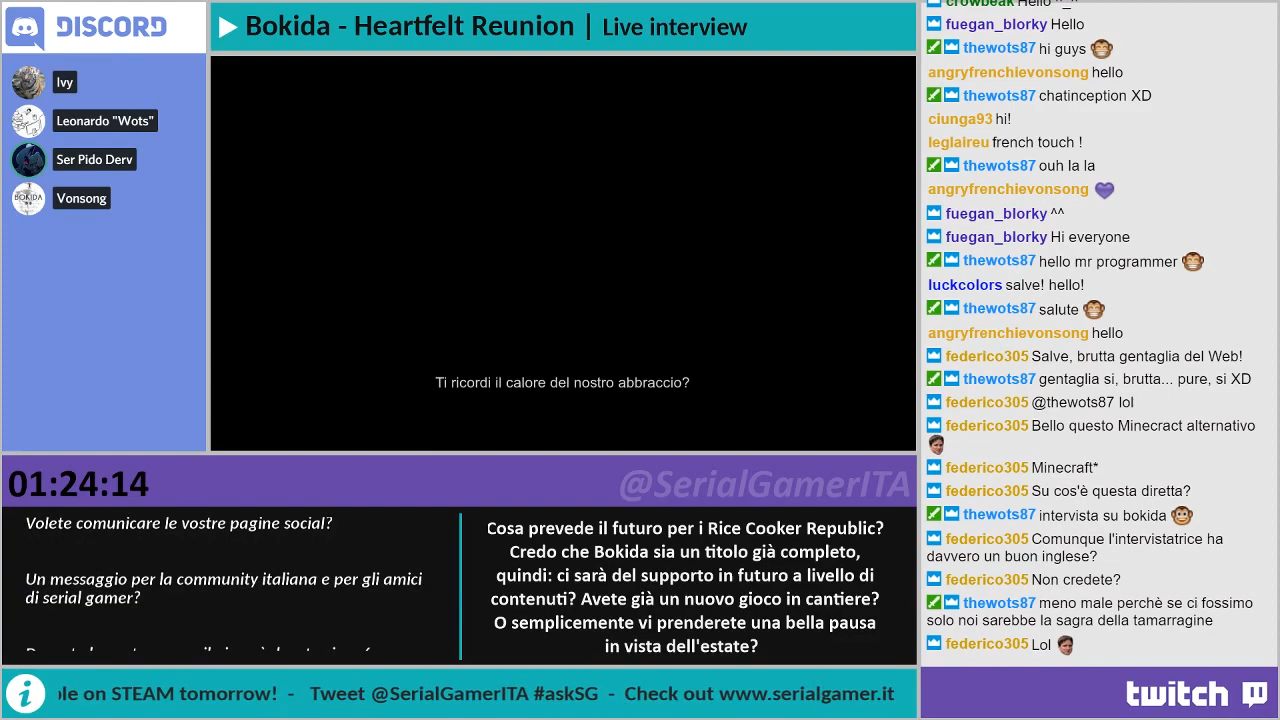 DISCORD
Bokida - Heartfelt Reunion | Live interview
Ivy
Leonardo "Wots"
Ser Pido Derv
BOKIDA
Vonsong
Ti ricordi il calore del nostro abbraccio?
01:24:14
@SerialGamerITA
Volete comunicare le vostre pagine social?
Un messaggio per la community italiana e per gli amici
di serial gamer?
Cosa prevede il futuro per i Rice Cooker Republic?
Credo che Bokida sia un titolo già completo,
quindi: ci sarà del supporto in futuro a livello di
contenuti? Avete già un nuovo gioco in cantiere?
O semplicemente vi prenderete una bella pausa
in vista dell'estate?
ble on STEAM tomorrow! - Tweet @SerialGamerITA #askSG - Check out www.serialgamer.it
crowbeak Hello ^_^
fuegan_blorky Hello
thewots87 hi guys
angryfrenchievonsong hello
thewots87 chatinception XD
ciunga93 hi!
leglaireu french touch !
thewots87 ouh la la
angryfrenchievonsong
fuegan_blorky ^^
fuegan_blorky Hi everyone
thewots87 hello mr programmer
luckcolors salve! hello!
thewots87 salute
angryfrenchievonsong hello
federico305 Salve, brutta gentaglia del Web!
thewots87 gentaglia si, brutta... pure, si XD
federico305 @thewots87 lol
federico305 Bello questo Minecract alternativo
federico305 Minecraft*
federico305 Su cos'è questa diretta?
thewots87 intervista su bokida
federico305 Comunque l'intervistatrice ha
davvero un buon inglese?
federico305 Non credete?
thewots87 meno male perchè se ci fossimo
solo noi sarebbe la sagra della tamarragine
federico305 Lol
twitch